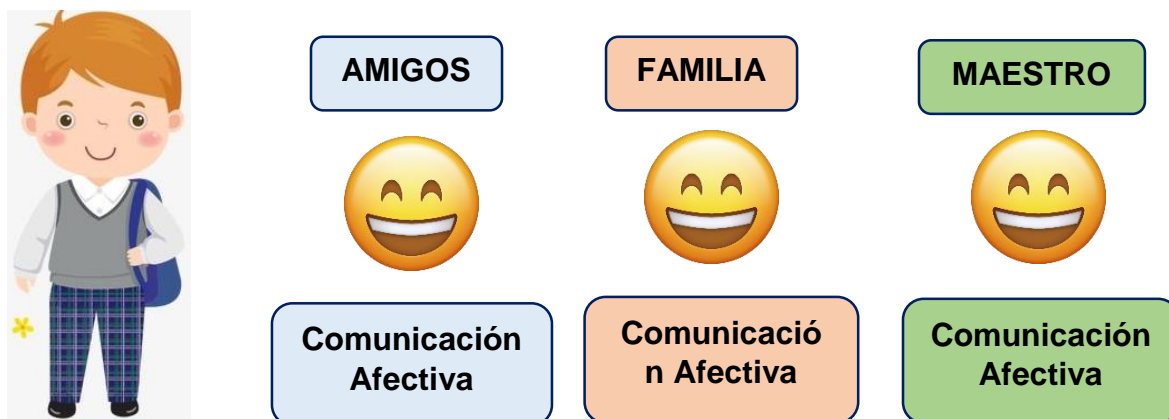 AMIGOS
FAMILIA
MAESTRO
Comunicación
Afectiva
Comunicació
n Afectiva
Comunicación
Afectiva